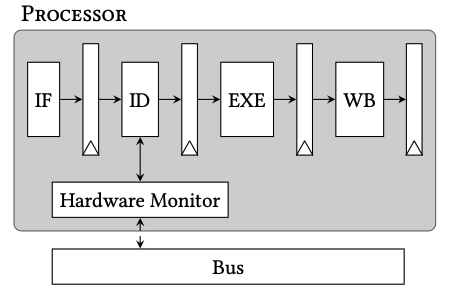 PROCESSOR
IF
ID
EXE
WB
Hardware Monitor
Bus